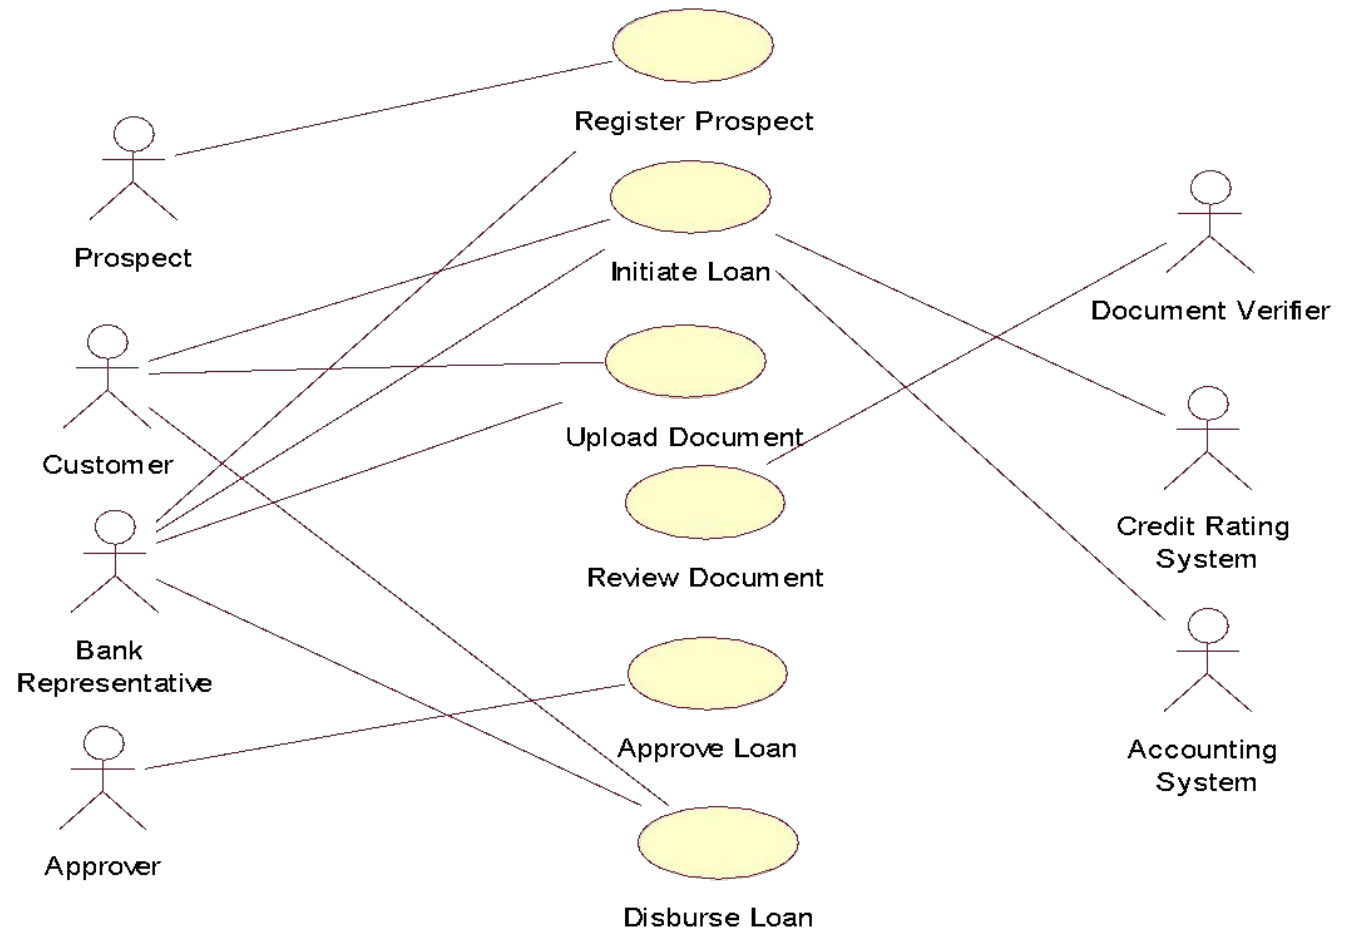 Register Prospect
Prospect
Initiate Loan
Document Verifier
Customer
Upload Document
Credit Rating
System
Review Document
Bank
Representative
Approve Loan
Accounting
System
Approver
Disburse Loan